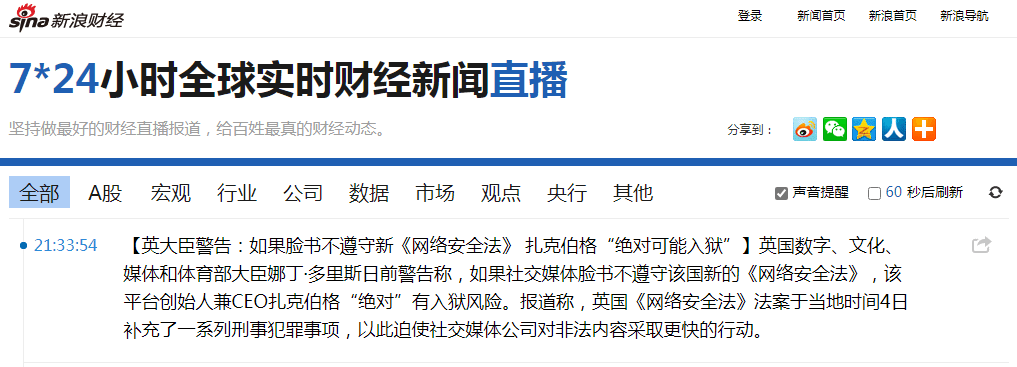 sina新浪财经
登录 新闻首页 新浪首页 新浪导航
7*24小时全球实时财经新闻直播
坚持做最好的财经直播报道，给百姓最真的财经动态。
分享到：
全部 A股 宏观 行业 公司 数据 市场 观点 央行 其他
声音提醒 60 秒后刷新
21:33:54
【英大臣警告：如果脸书不遵守新《网络安全法》 扎克伯格“绝对可能入狱”】英国数字、文化、
媒体和体育部大臣娜丁·多里斯日前警告称，如果社交媒体脸书不遵守该国新的《网络安全法》，该
平台创始人兼CEO扎克伯格“绝对”有入狱风险。报道称，英国《网络安全法》法案于当地时间4日
补充了一系列刑事犯罪事项，以此迫使社交媒体公司对非法内容采取更快的行动。